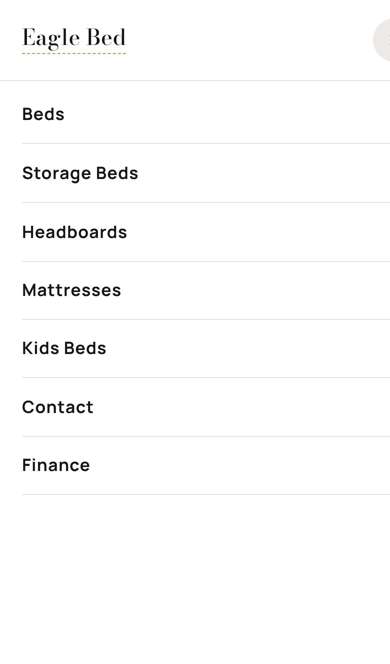 Eagle Bed
Beds
Storage Beds
Headboards
Mattresses
Kids Beds
Contact
Finance